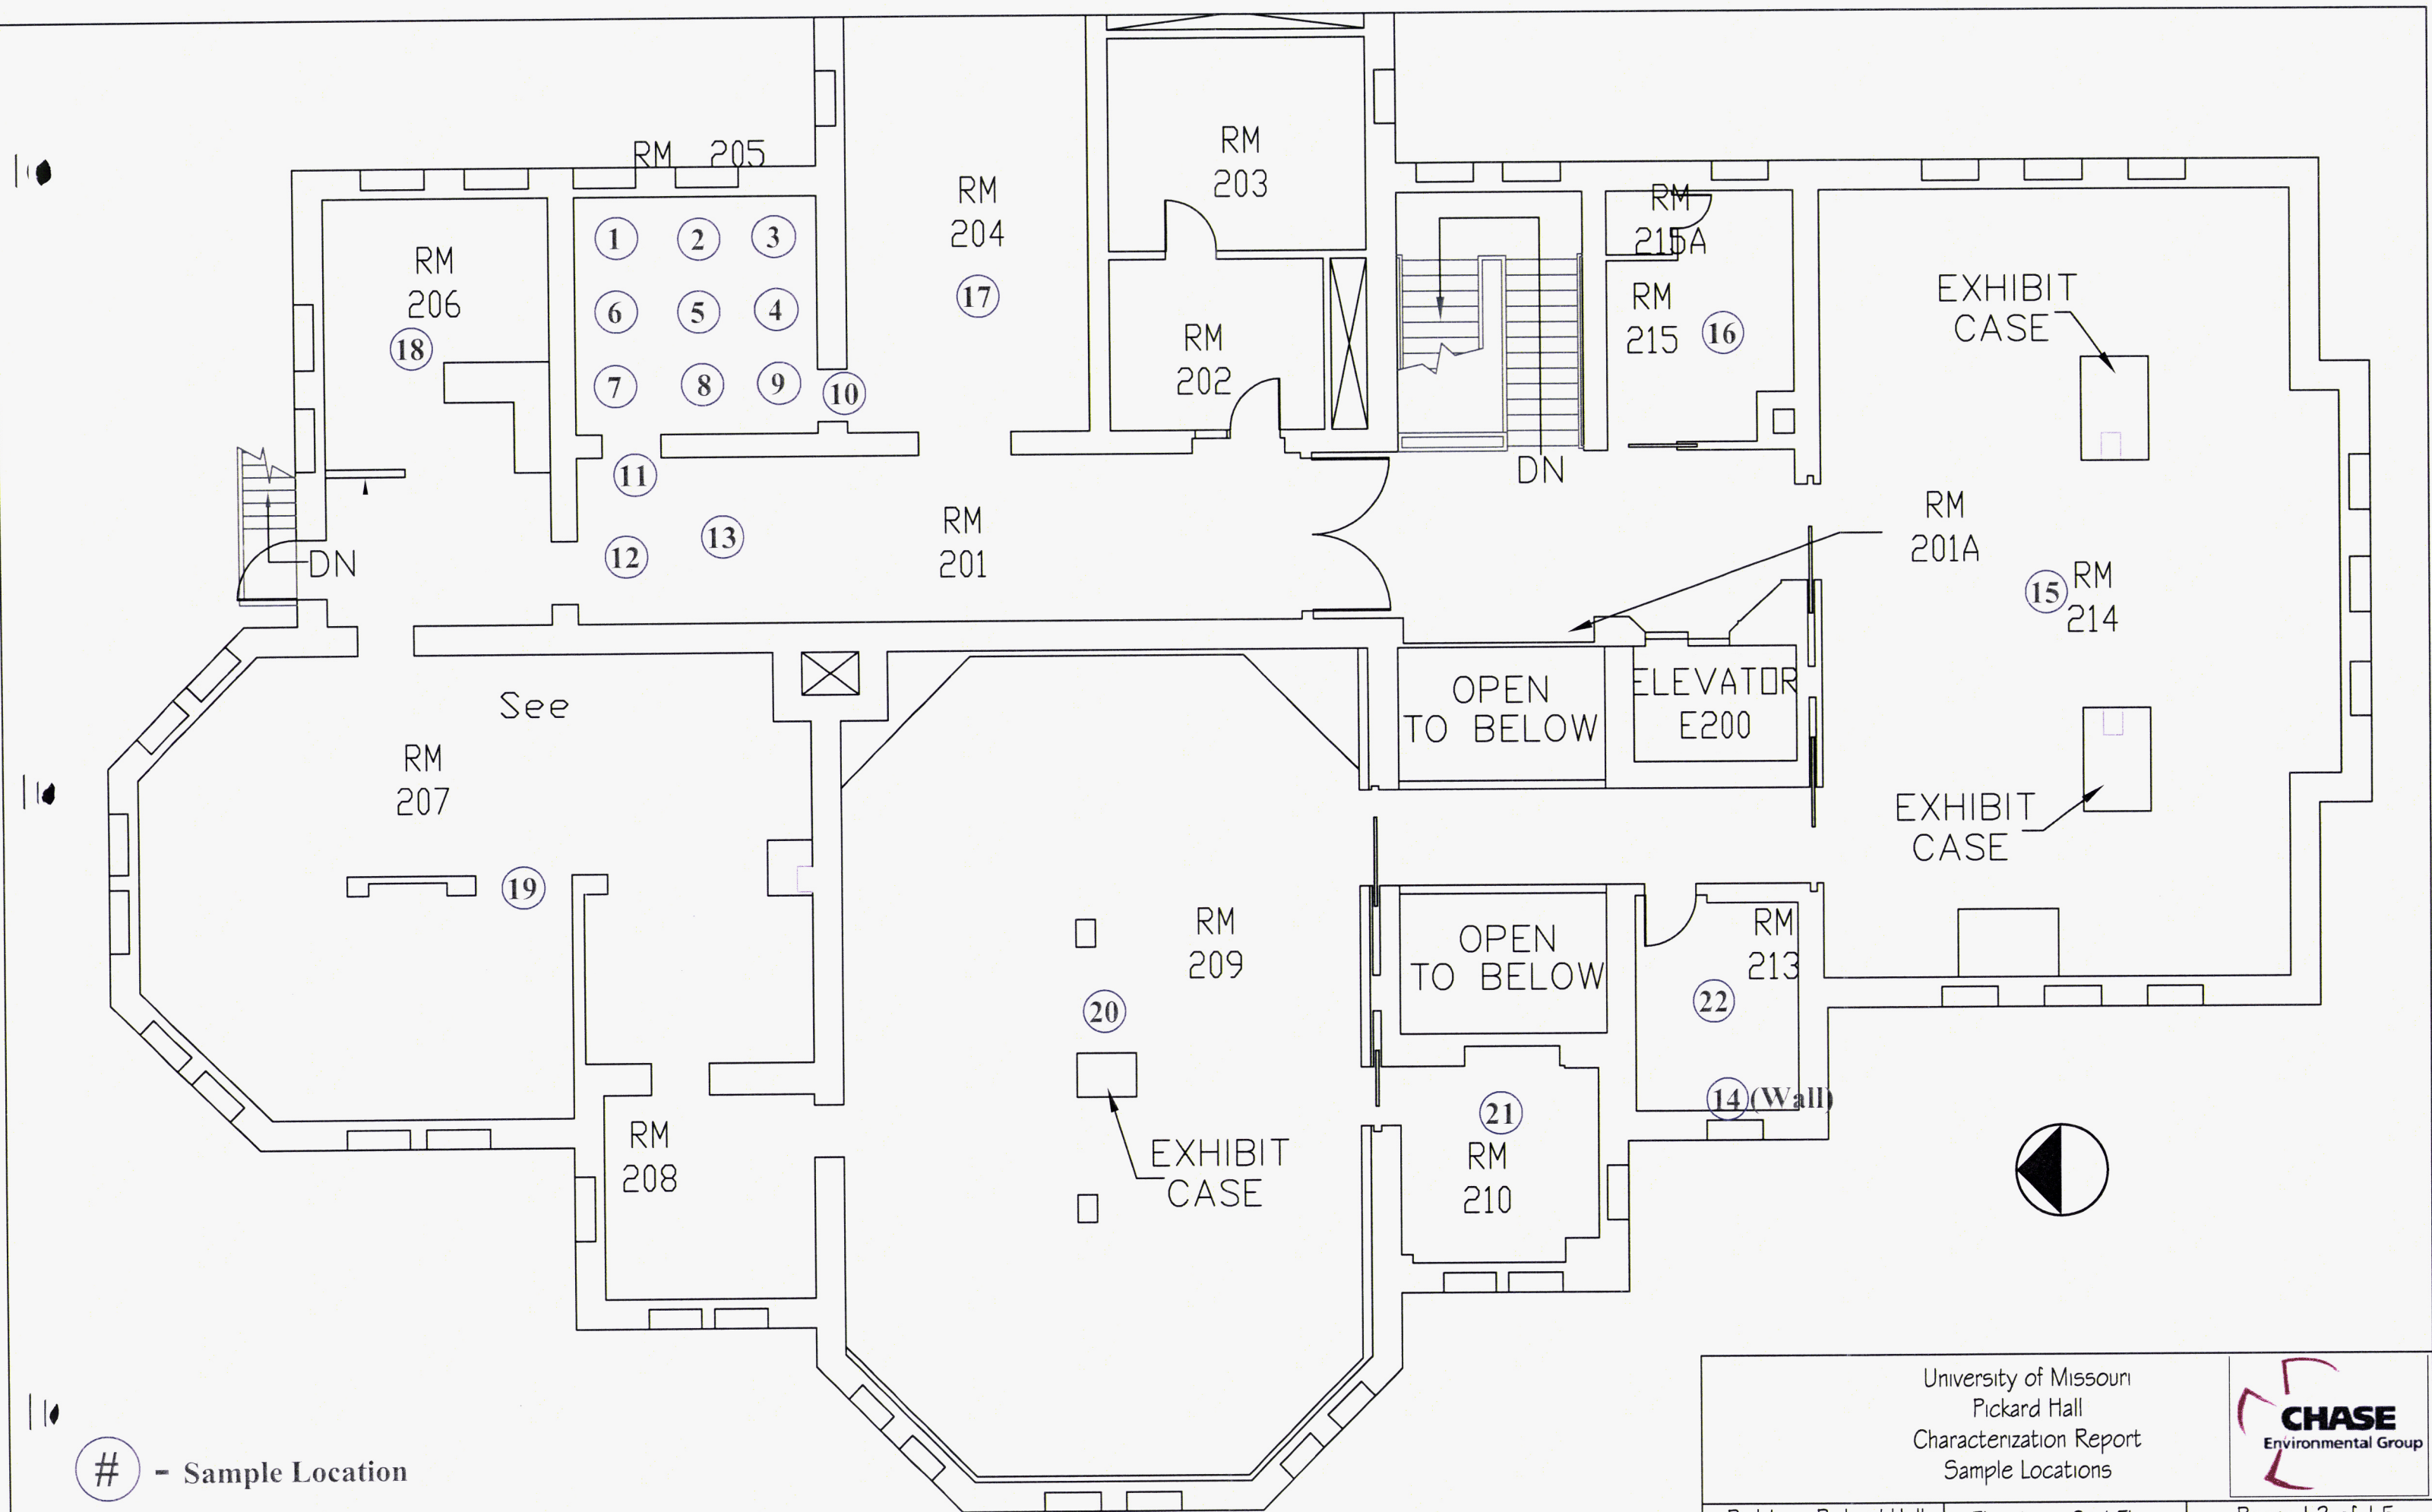 RM 205
RM
203
RM
204
RM
215A
RM
206
1
2
3
6
5
4
7
8
9
10
17
18
RM
202
RM
215
16
EXHIBIT
CASE
DN
11
12
13
RM
201
RM
201A
DN
15
RM
214
See
RM
207
OPEN
TO BELOW
ELEVATOR
E200
EXHIBIT
CASE
19
RM
209
OPEN
TO BELOW
RM
213
20
22
14 (Wall)
21
RM
208
EXHIBIT
CASE
RM
210
# - Sample Location
University of Missouri
Pickard Hall
Characterization Report
Sample Locations
CHASE
Environmental Group